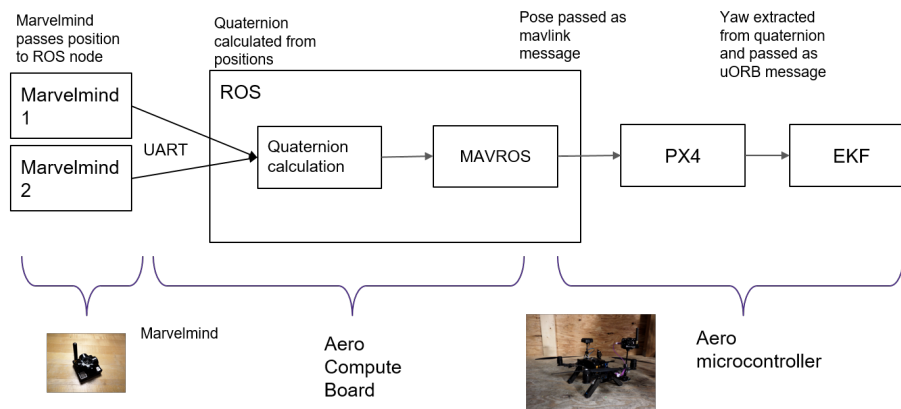 Marvelmind
passes position
to ROS node
Quaternion
calculated from
positions
Pose passed as
mavlink
message
Yaw extracted
from quaternion
and passed as
uORB message
ROS
Marvelmind
1
Marvelmind
2
UART
Quaternion
calculation
MAVROS
PX4
EKF
Marvelmind
Aero
Compute
Board
Aero
microcontroller